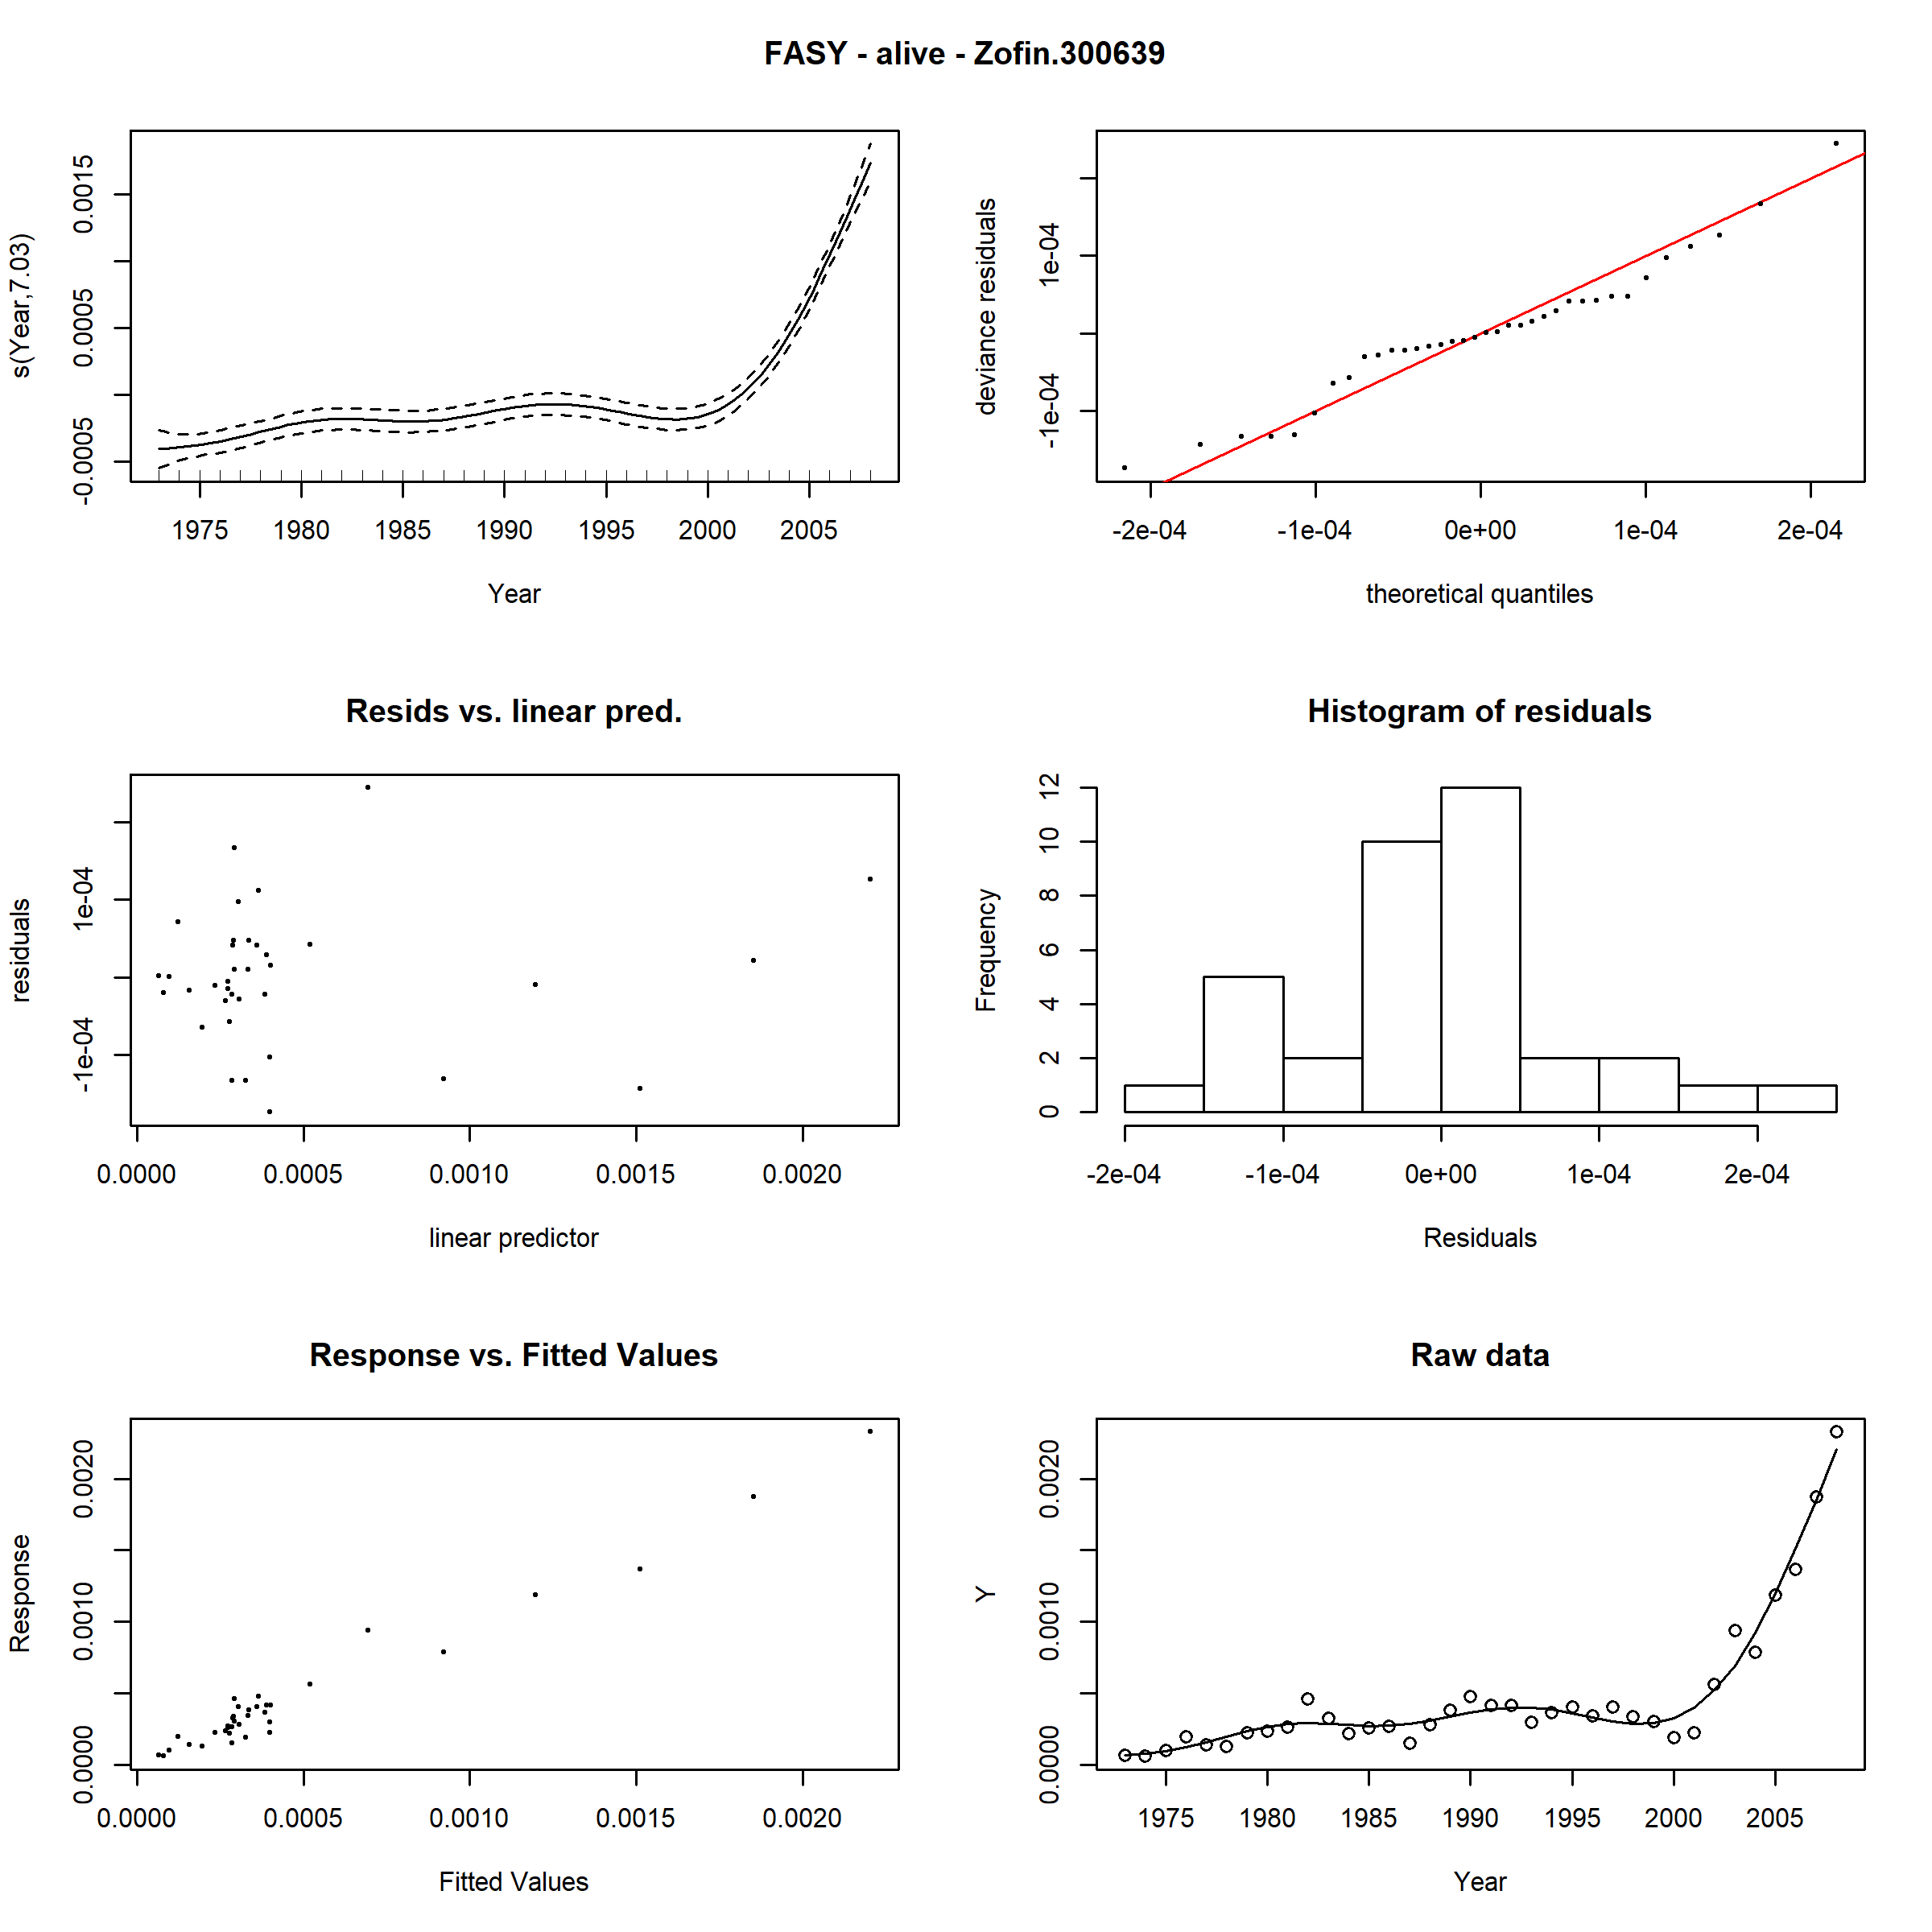 FASY - alive - Zofin.300639
s(Year,7.03)
-0.0005 0.0005 0.0015
1975 1980 1985 1990 1995 2000 2005
Year
deviance residuals
-1e-04 1e-04
-2e-04 -1e-04 0e+00 1e-04 2e-04
theoretical quantiles
Resids vs. linear pred.
residuals
-1e-04 1e-04
0.0000 0.0005 0.0010 0.0015 0.0020
linear predictor
Histogram of residuals
Frequency
0 2 4 6 8 10 12
-2e-04 -1e-04 0e+00 1e-04 2e-04
Residuals
Response vs. Fitted Values
Response
0.0000 0.0010 0.0020
0.0000 0.0005 0.0010 0.0015 0.0020
Fitted Values
Raw data
Y
0.0000 0.0010 0.0020
1975 1980 1985 1990 1995 2000 2005
Year